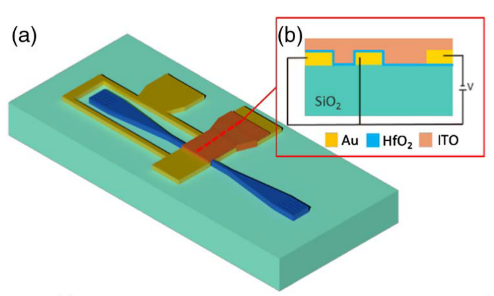 (a)
(b)
V
SiO₂
Au HfO₂ ITO